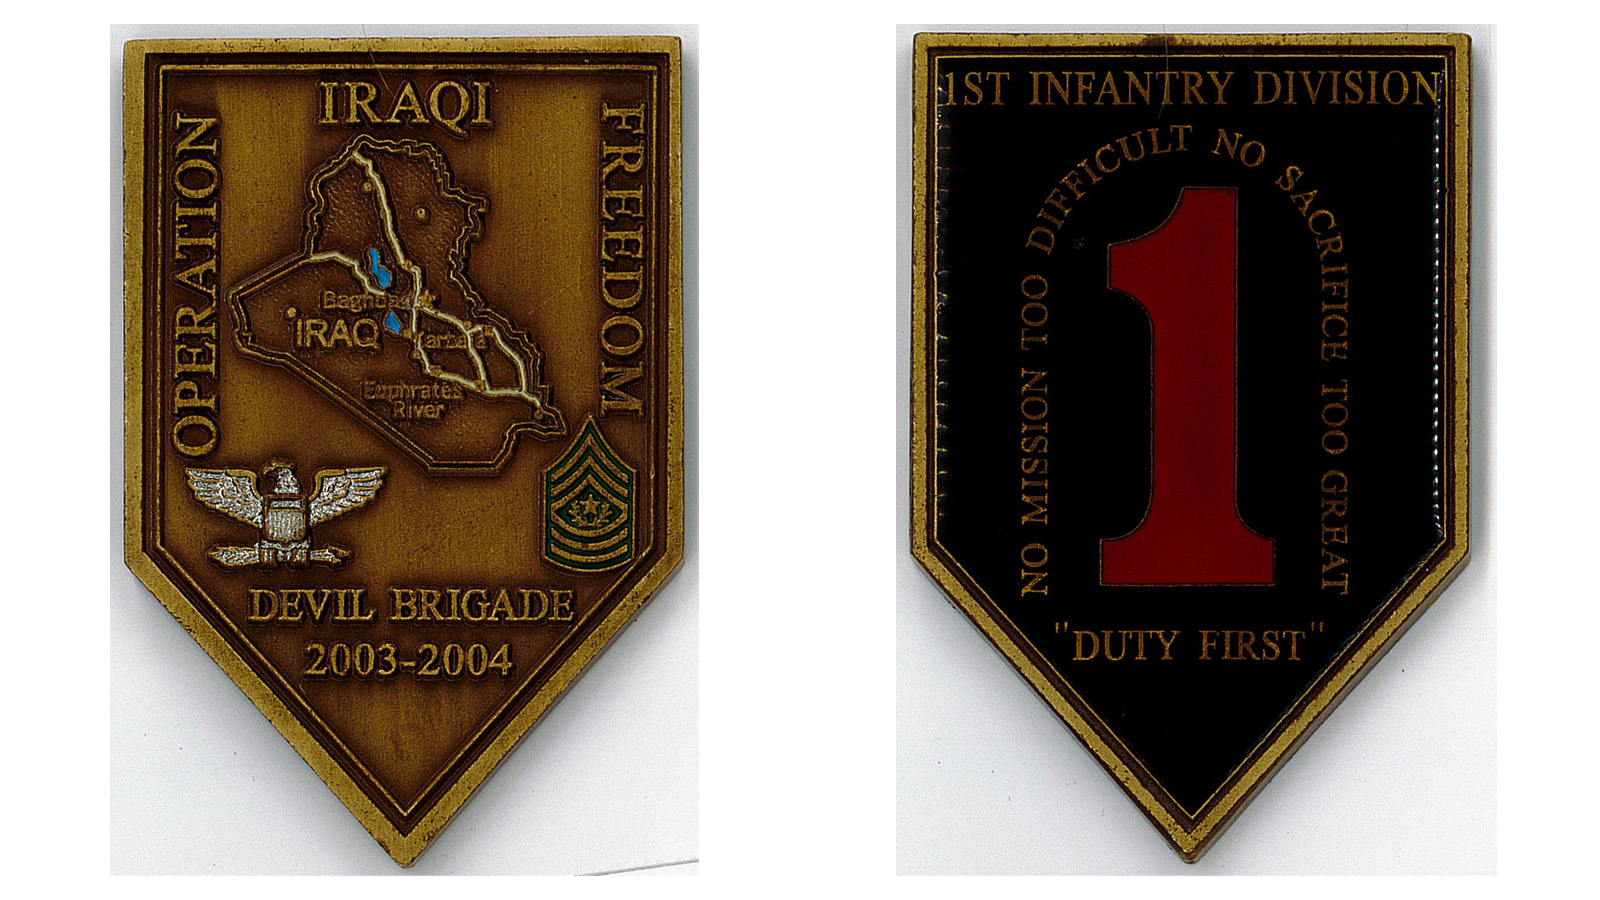 OPERATION
IRAQI
FREEDOM
Baghdad
IRAQ
Karbala
Euphrates
River
DEVIL BRIGADE
2003-2004
1ST INFANTRY DIVISION
NO MISSION TOO DIFFICULT NO SACRIFICE TOO GREAT
1
"DUTY FIRST"